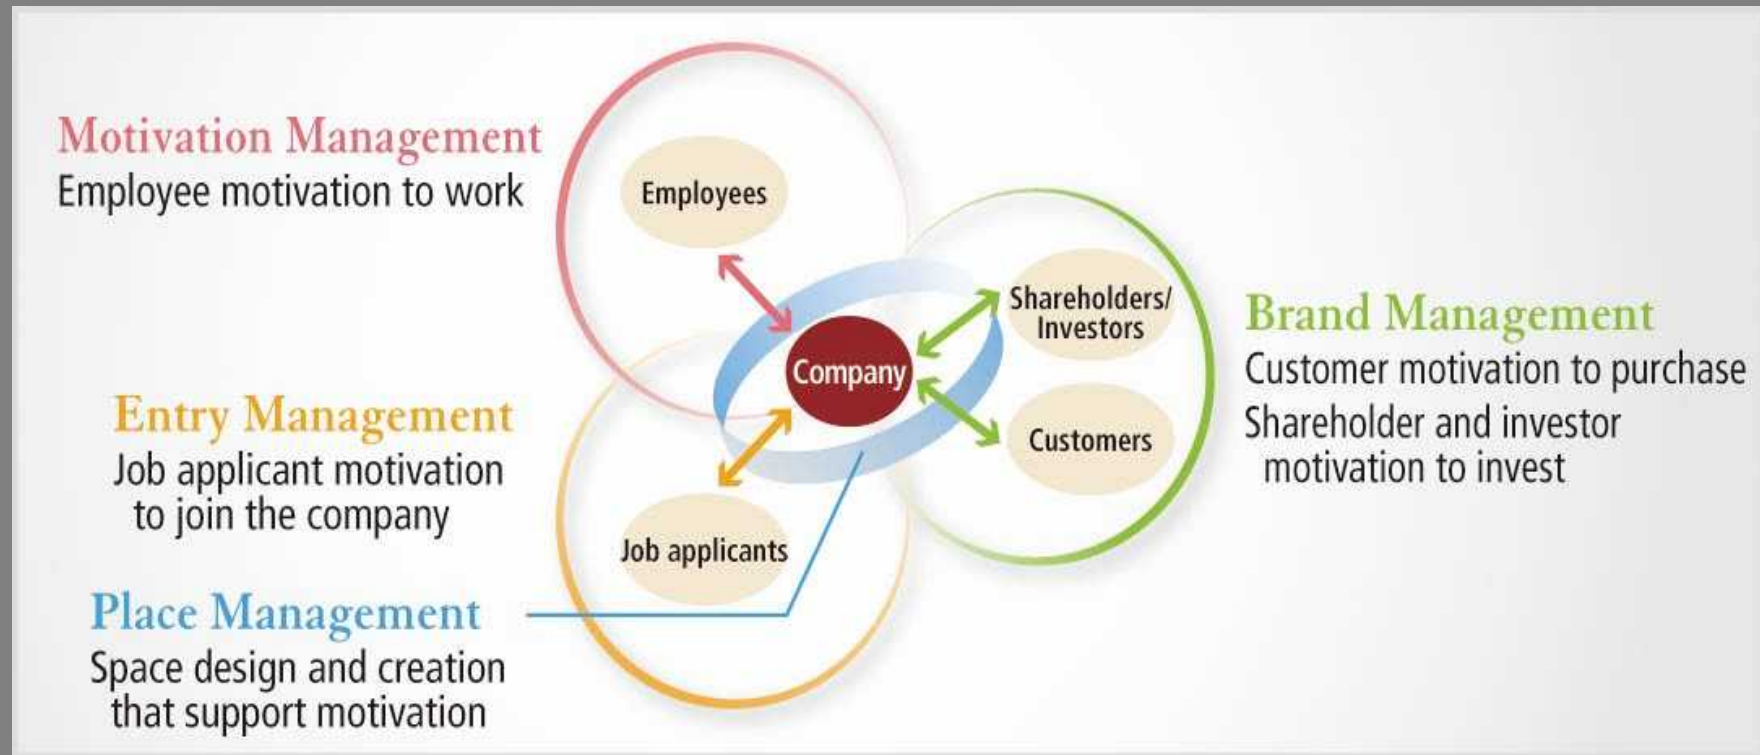 Motivation Management
Employee motivation to work
Employees
Company
Shareholders/
Investors
Customers
Brand Management
Customer motivation to purchase
Shareholder and investor
motivation to invest
Entry Management
Job applicant motivation
to join the company
Job applicants
Place Management
Space design and creation
that support motivation